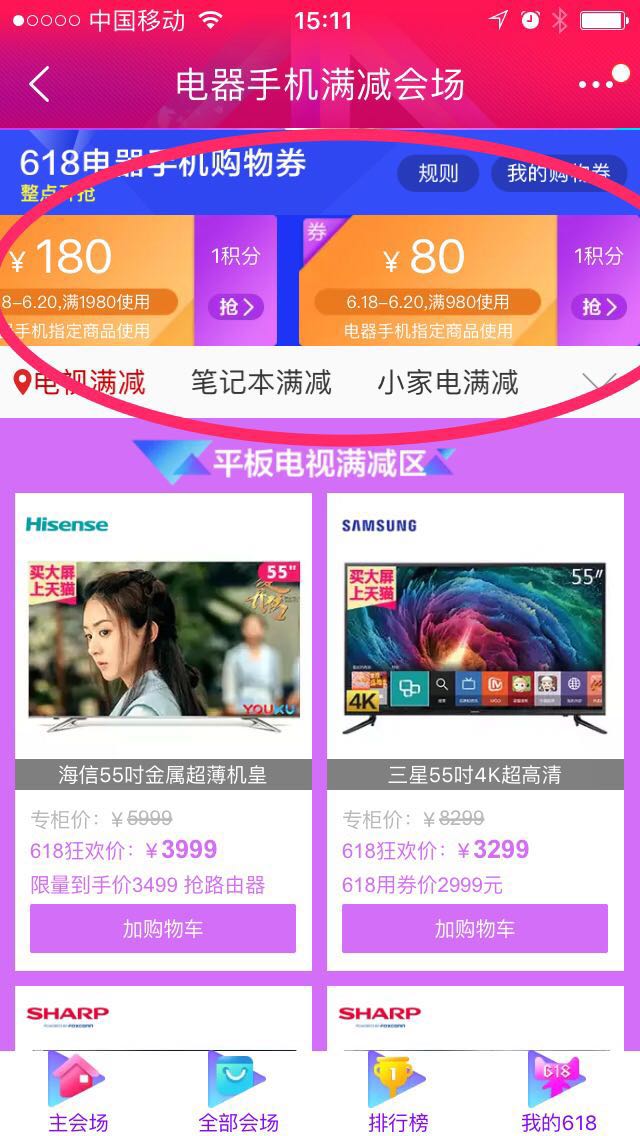 中国移动 15:11
电器手机满减会场
618电器手机购物券
规则 我的购物券
整点开抢
¥180 1积分 抢
8-6.20,满1980使用
手机指定商品使用
券 ¥80 1积分 抢
6.18-6.20,满980使用
电器手机指定商品使用
电视满减 笔记本满减 小家电满减
平板电视满减区
Hisense
买大屏
上天猫
55"
YOUKU
海信55吋金属超薄机皇
专柜价：¥5999
618狂欢价：¥3999
限量到手价3499 抢路由器
加购物车
SAMSUNG
买大屏
上天猫
55"
4K
三星55吋4K超高清
专柜价：¥8299
618狂欢价：¥3299
618用券价2999元
加购物车
SHARP
POWERED BY FOXCONN
SHARP
POWERED BY FOXCONN
主会场 全部会场 排行榜 我的618
1
618